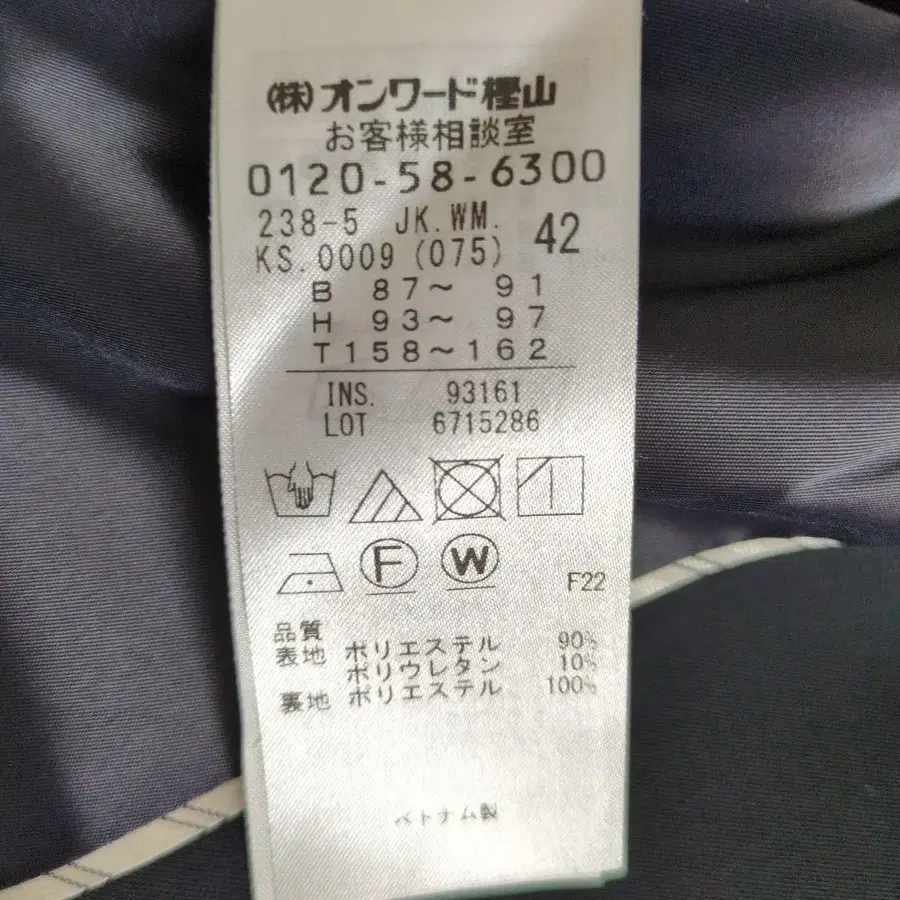 (株)オンワード樫山
お客様相談室
0120-58-6300
238-5 JK.WM. 42
KS.0009 (075)
B 87～ 91
H 93～ 97
T158～162
INS. 93161
LOT 6715286
F W
F22
品質
表地 ポリエステル 90%
ポリウレタン 10%
裏地 ポリエステル 100%
ベトナム製